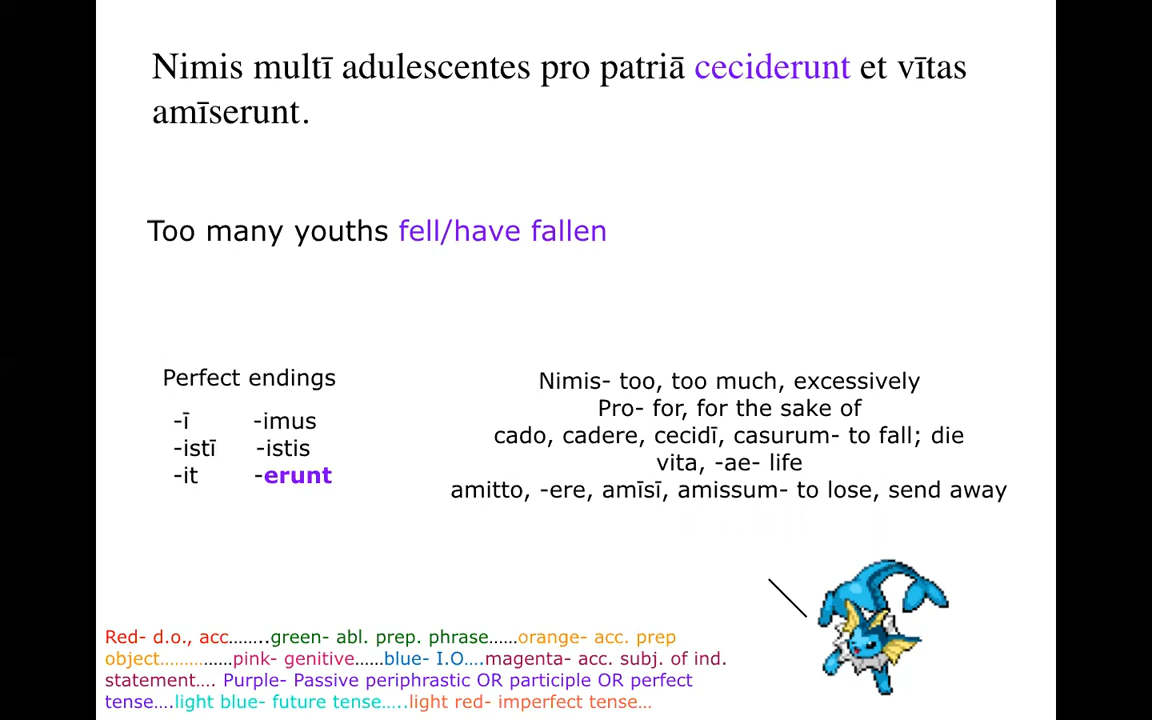 Nimis multī adulescentes pro patriā ceciderunt et vītas
amīserunt.
Too many youths fell/have fallen
Perfect endings
-ī -imus
-istī -istis
-it -erunt
Nimis- too, too much, excessively
Pro- for, for the sake of
cado, cadere, cecidī, casurum- to fall; die
vita, -ae- life
amitto, -ere, amīsī, amissum- to lose, send away
Red- d.o., acc……..green- abl. prep. phrase……orange- acc. prep
object……………..pink- genitive……blue- I.O….magenta- acc. subj. of ind.
statement…. Purple- Passive periphrastic OR participle OR perfect
tense….light blue- future tense…..light red- imperfect tense…